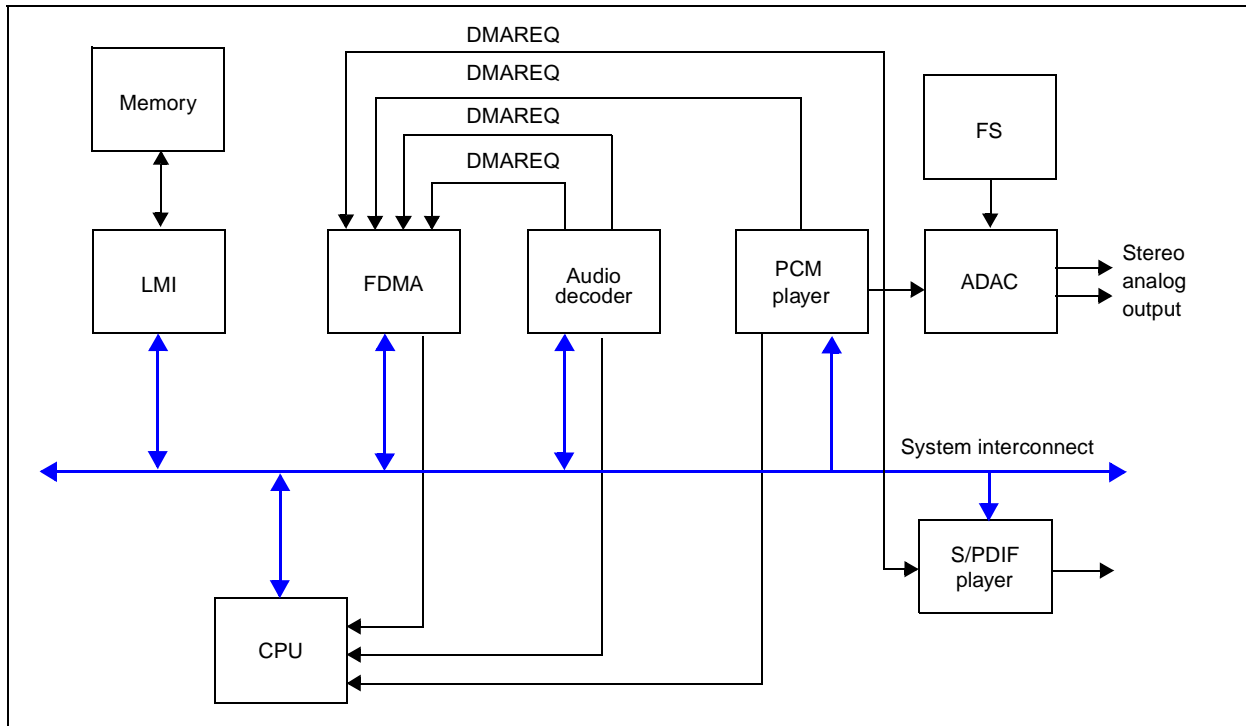 DMAREQ
DMAREQ
DMAREQ
DMAREQ
Memory
FS
LMI
FDMA
Audio
decoder
PCM
player
ADAC
Stereo
analog
output
System interconnect
S/PDIF
player
CPU